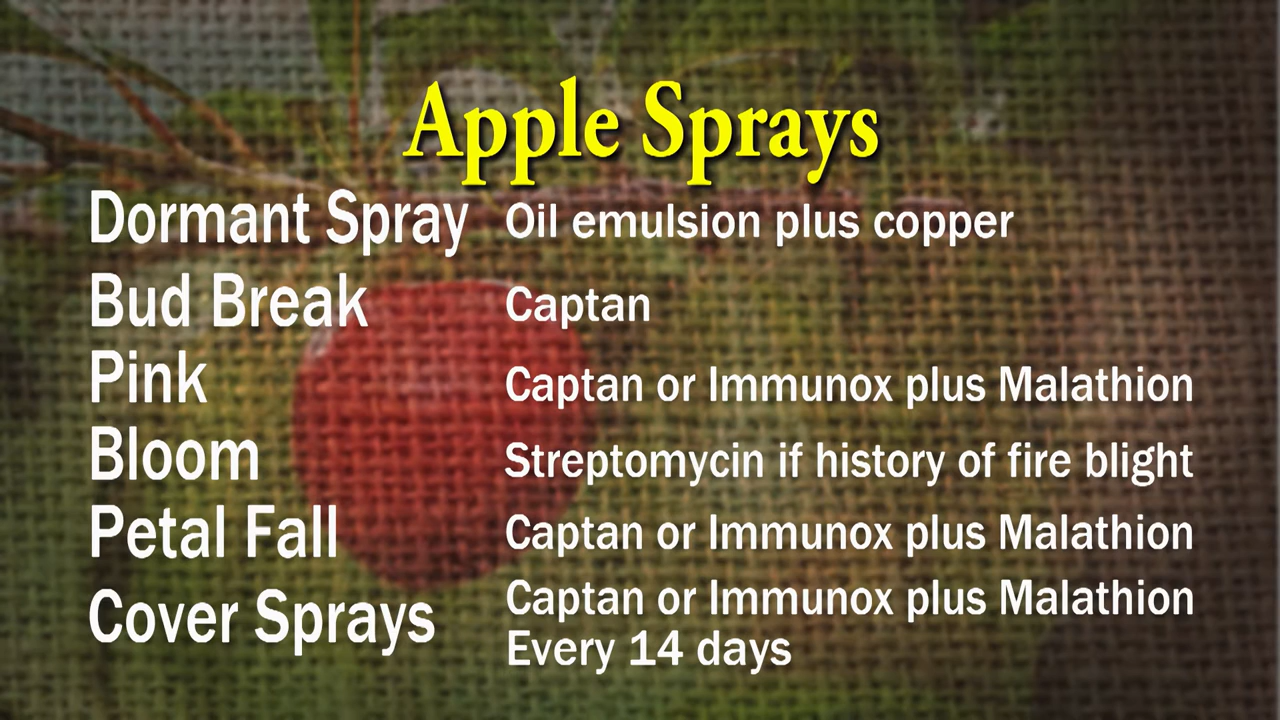 Apple Sprays
Dormant Spray Oil emulsion plus copper
Bud Break Captan
Pink Captan or Immunox plus Malathion
Bloom Streptomycin if history of fire blight
Petal Fall Captan or Immunox plus Malathion
Cover Sprays Captan or Immunox plus Malathion
Every 14 days